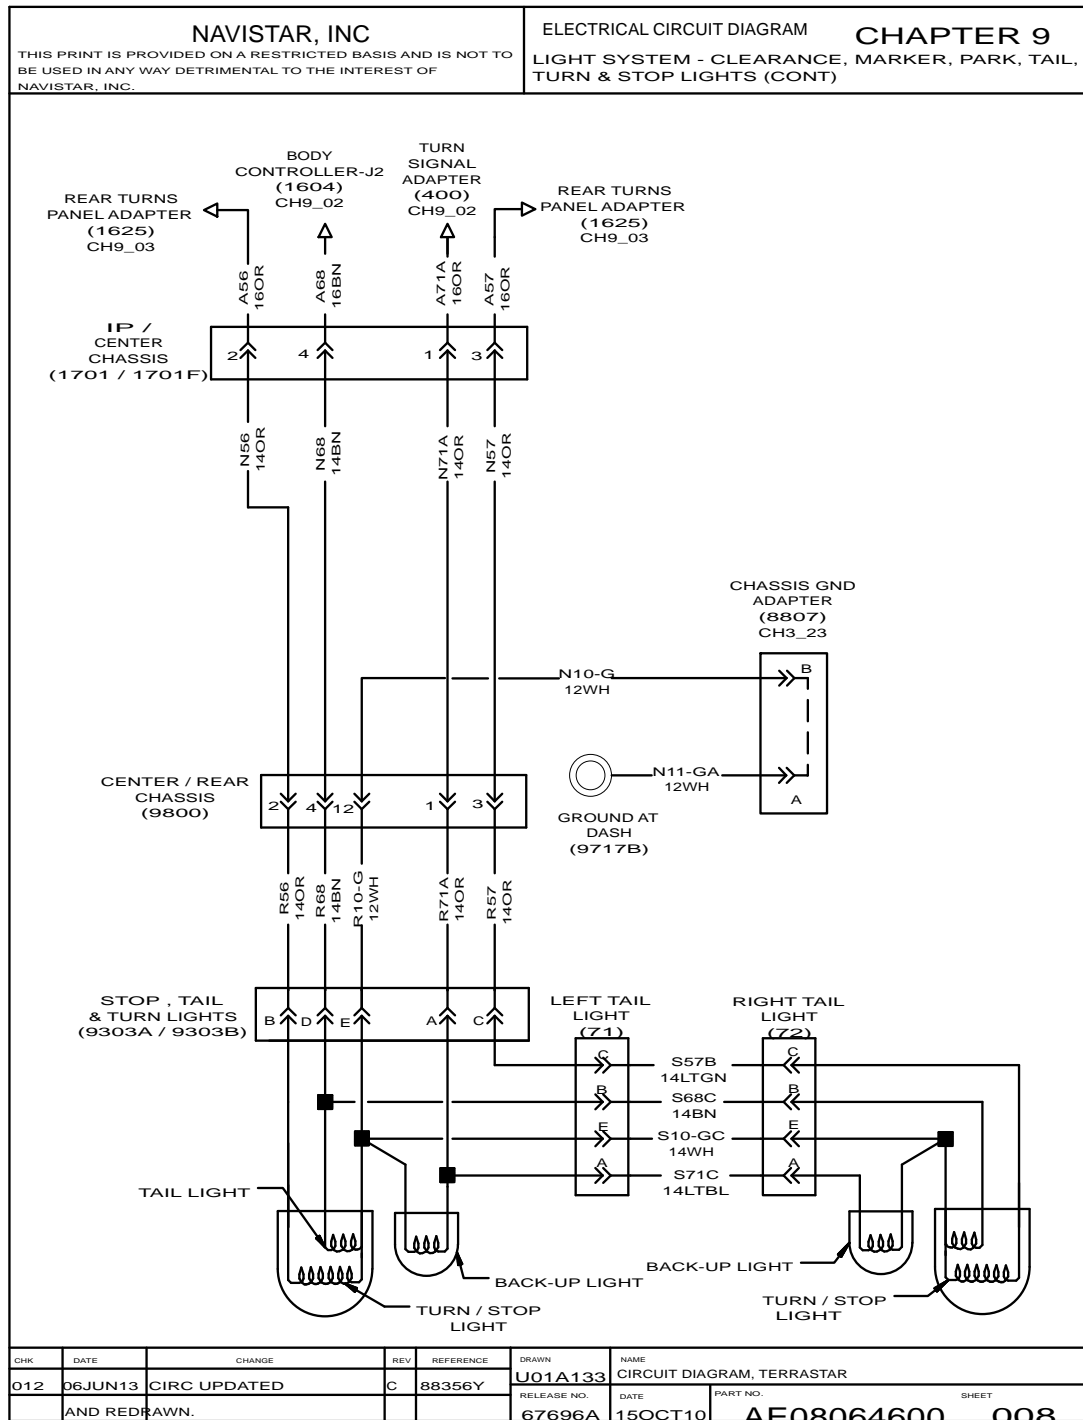 NAVISTAR, INC
THIS PRINT IS PROVIDED ON A RESTRICTED BASIS AND IS NOT TO
BE USED IN ANY WAY DETRIMENTAL TO THE INTEREST OF
NAVISTAR, INC.
ELECTRICAL CIRCUIT DIAGRAM
CHAPTER 9
LIGHT SYSTEM - CLEARANCE, MARKER, PARK, TAIL,
TURN & STOP LIGHTS (CONT)
REAR TURNS
PANEL ADAPTER
(1625)
CH9_03
BODY
CONTROLLER-J2
(1604)
CH9_02
TURN
SIGNAL
ADAPTER
(400)
CH9_02
REAR TURNS
PANEL ADAPTER
(1625)
CH9_03
A56
16OR
A68
16BN
A71A
16OR
A57
16OR
IP /
CENTER
CHASSIS
(1701 / 1701F)
2
4
1
3
N56
14OR
N68
14BN
N71A
14OR
N57
14OR
CHASSIS GND
ADAPTER
(8807)
CH3_23
N10-G
12WH
B
N11-GA
12WH
A
GROUND AT
DASH
(9717B)
CENTER / REAR
CHASSIS
(9800)
2
4
12
1
3
R56
14OR
R68
14BN
R10-G
12WH
R71A
14OR
R57
14OR
STOP , TAIL
& TURN LIGHTS
(9303A / 9303B)
B
D
E
A
C
LEFT TAIL
LIGHT
(71)
RIGHT TAIL
LIGHT
(72)
C
S57B
14LTGN
C
B
S68C
14BN
B
E
S10-GC
14WH
E
A
S71C
14LTBL
A
TAIL LIGHT
BACK-UP LIGHT
TURN / STOP
LIGHT
BACK-UP LIGHT
TURN / STOP
LIGHT
CHK
DATE
CHANGE
REV
REFERENCE
012
06JUN13
CIRC UPDATED
C
88356Y
AND REDRAWN.
DRAWN
U01A133
NAME
CIRCUIT DIAGRAM, TERRASTAR
RELEASE NO.
67696A
DATE
15OCT10
PART NO.
AE08064600
SHEET
008